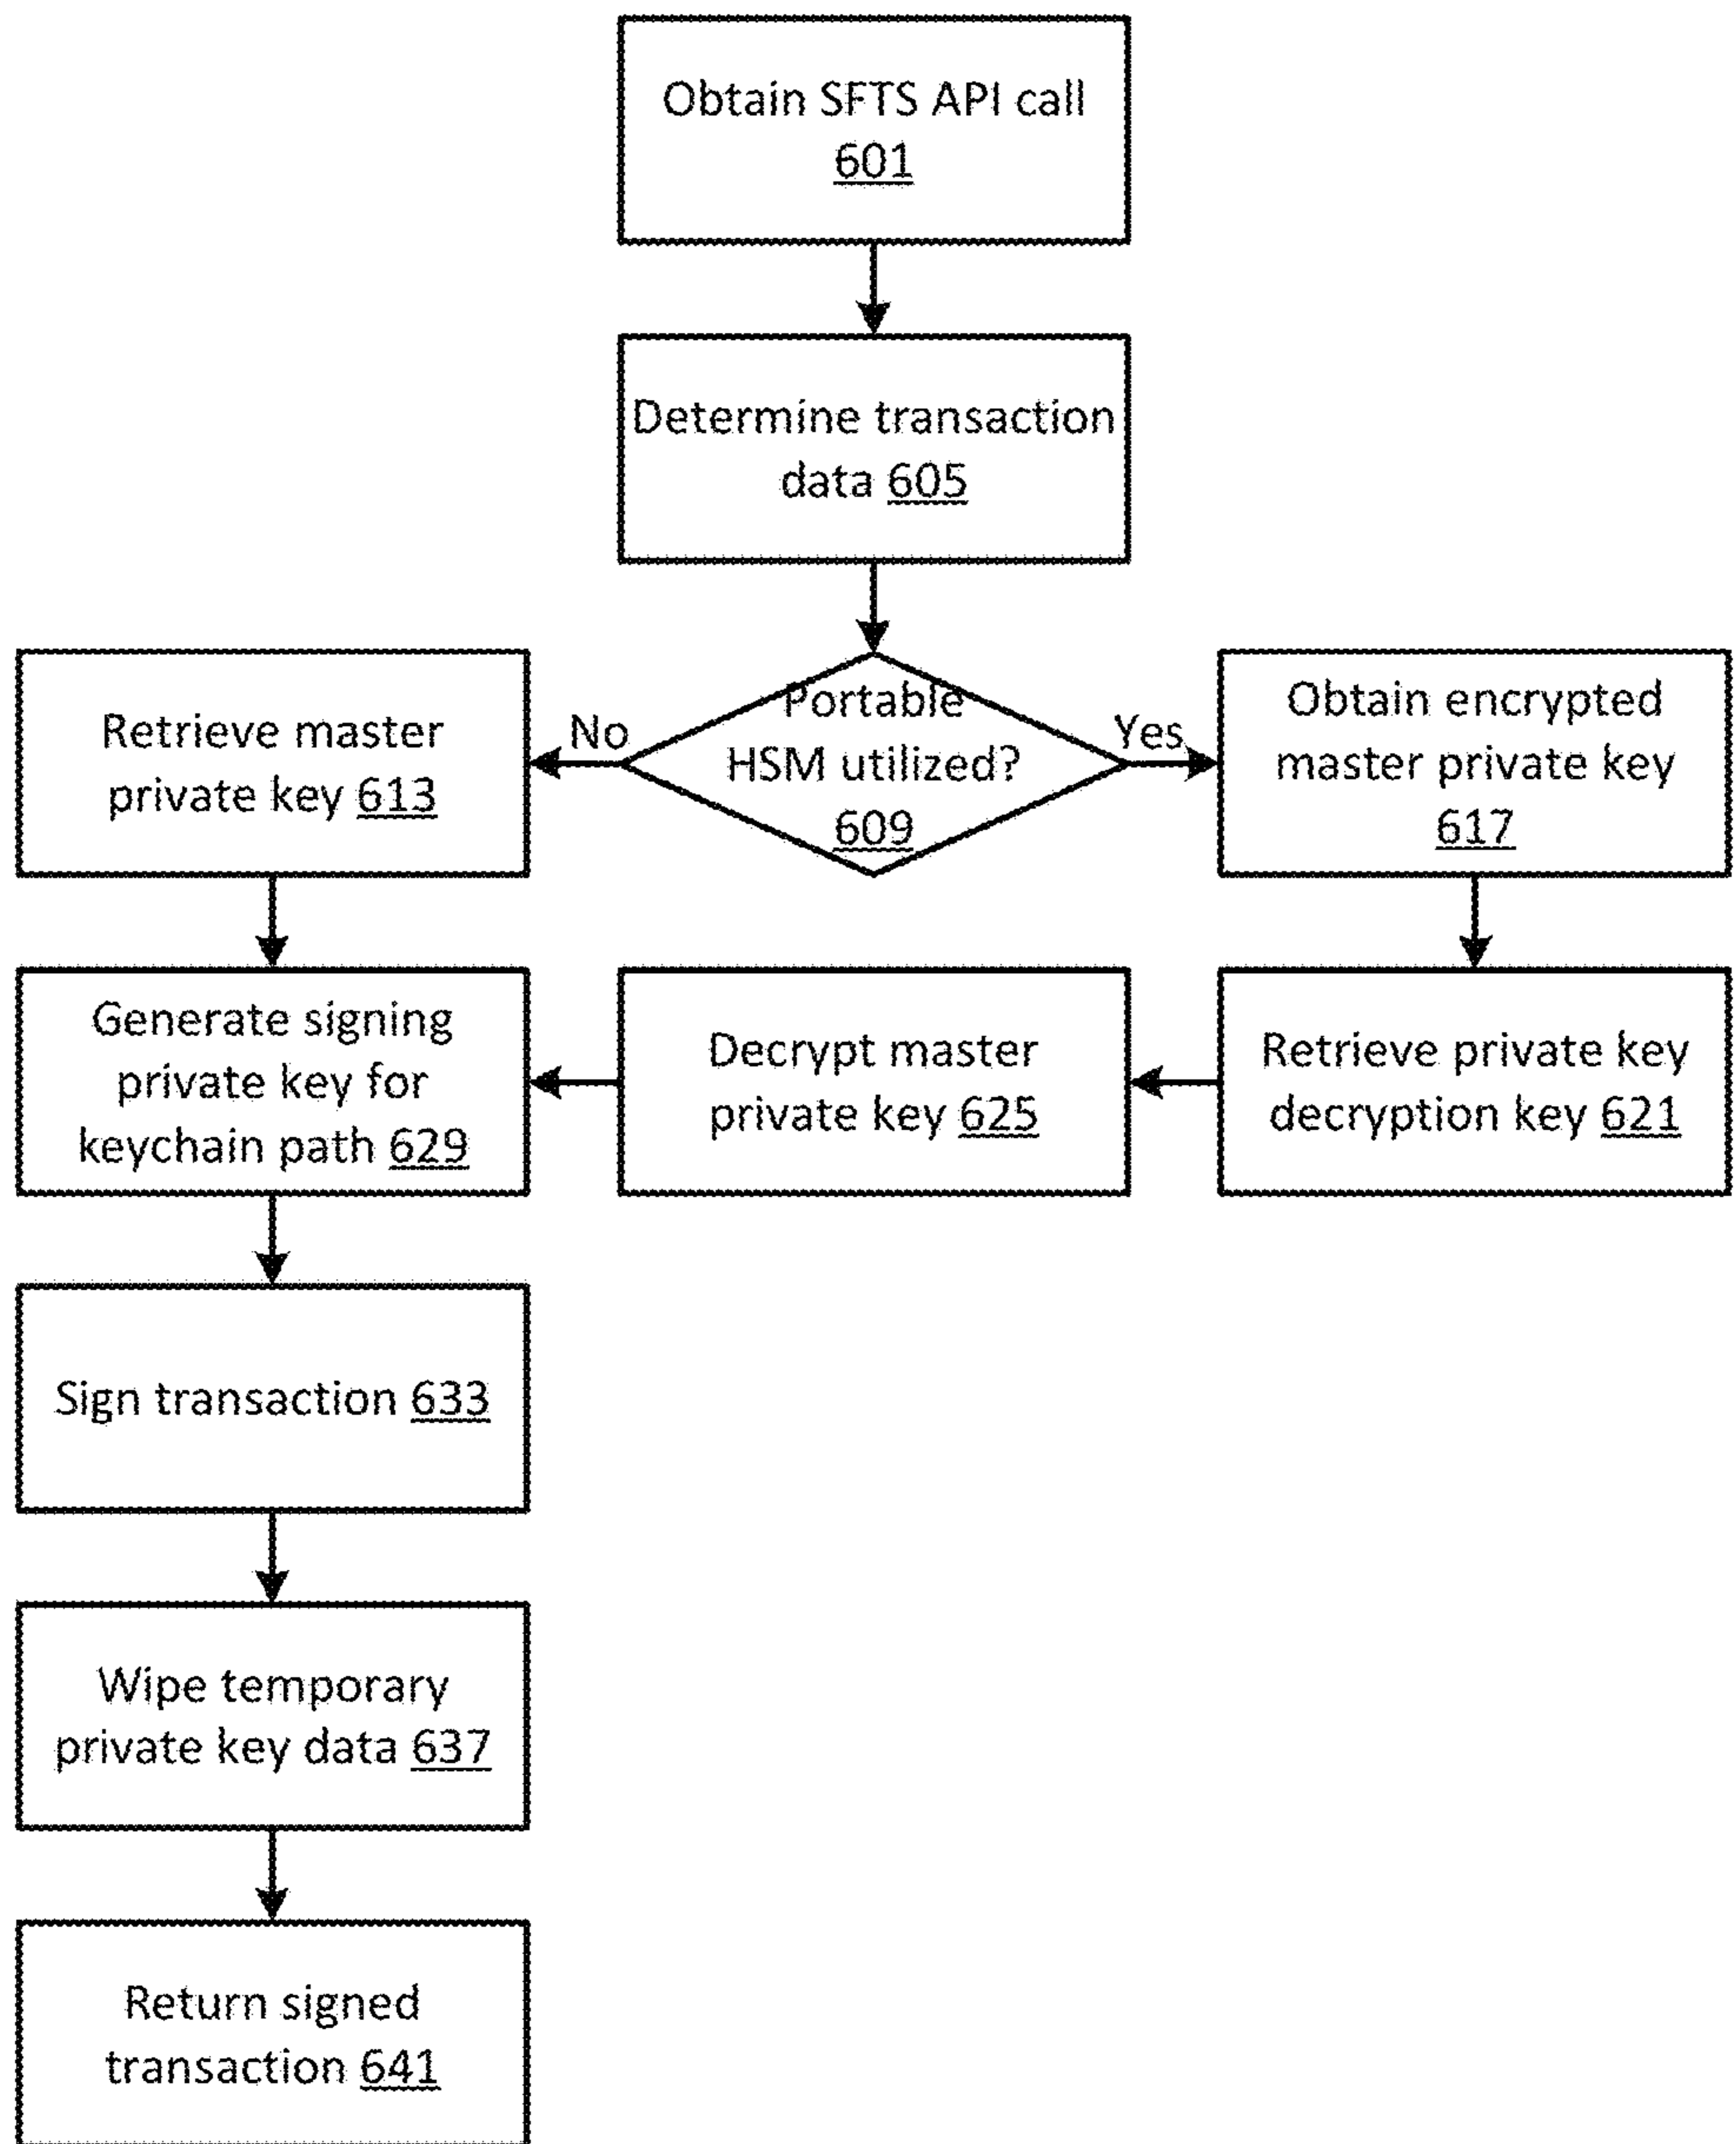 Obtain SFTS API call
601
Determine transaction
data 605
Retrieve master
private key 613
No
Portable
HSM utilized?
609
Yes
Obtain encrypted
master private key
617
Generate signing
private key for
keychain path 629
Decrypt master
private key 625
Retrieve private key
decryption key 621
Sign transaction 633
Wipe temporary
private key data 637
Return signed
transaction 641